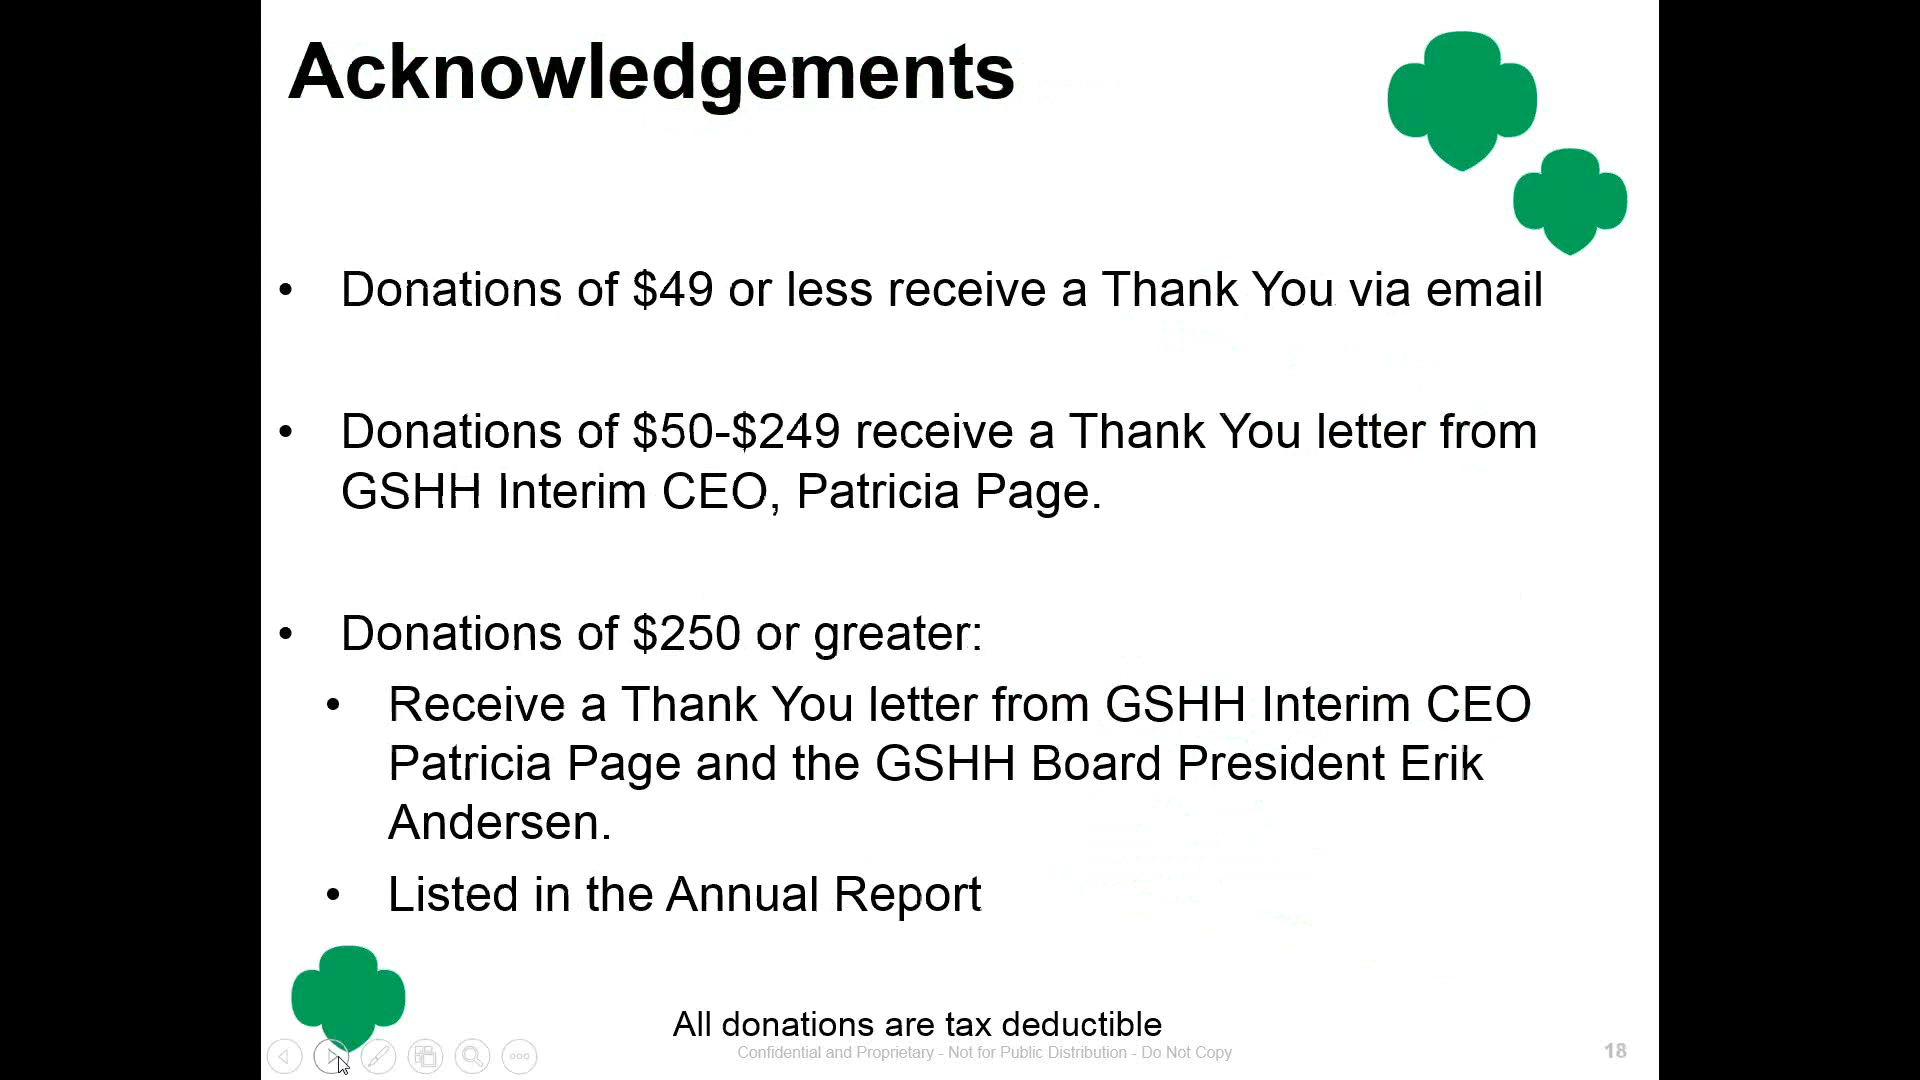 Acknowledgements
• Donations of $49 or less receive a Thank You via email
• Donations of $50-$249 receive a Thank You letter from
GSHH Interim CEO, Patricia Page.
• Donations of $250 or greater:
• Receive a Thank You letter from GSHH Interim CEO
Patricia Page and the GSHH Board President Erik
Andersen.
• Listed in the Annual Report
All donations are tax deductible
Confidential and Proprietary - Not for Public Distribution - Do Not Copy
18